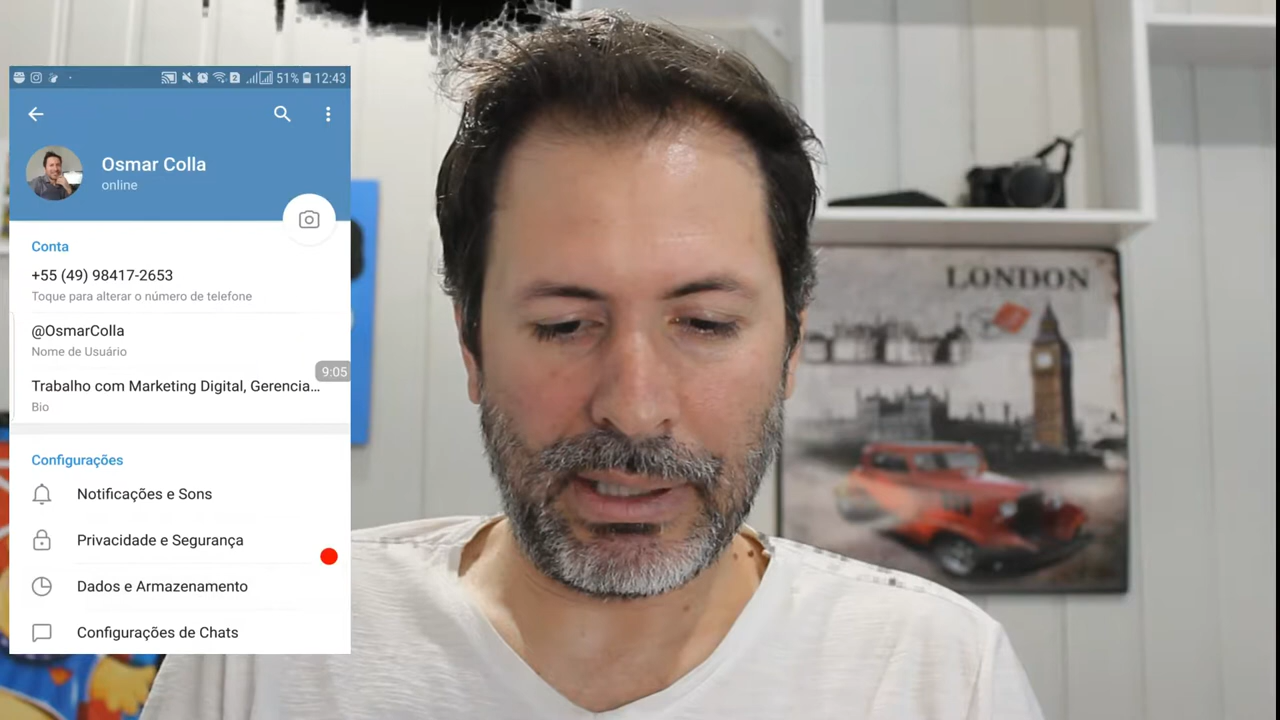 51% 12:43
Osmar Colla
online
Conta
+55 (49) 98417-2653
Toque para alterar o número de telefone
@OsmarColla
Nome de Usuário
9:05
Trabalho com Marketing Digital, Gerencia...
Bio
Configurações
Notificações e Sons
Privacidade e Segurança
Dados e Armazenamento
Configurações de Chats
LONDON